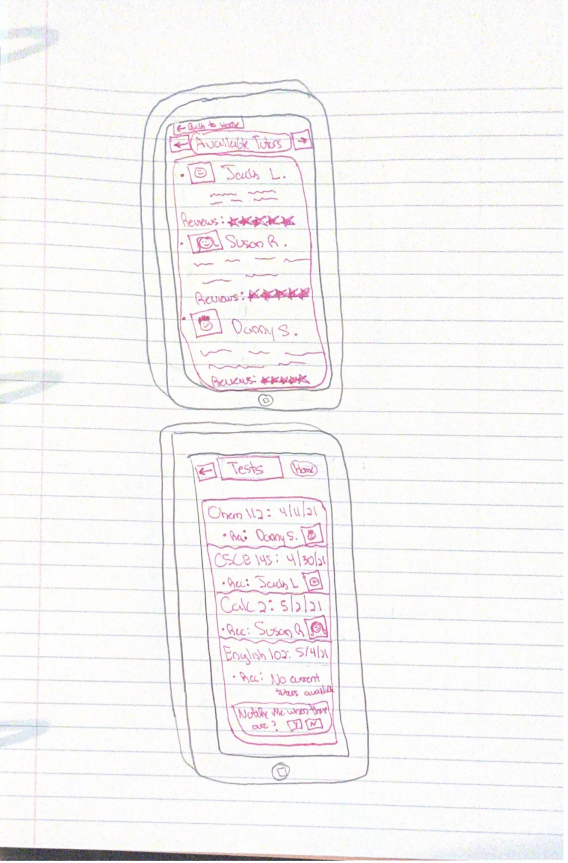 ← Back to Home
← Available Tutors →
• Jacob L.
Reviews: ★★★★★
• Susan R.
Reviews: ★★★★★
• Danny S.
Reviews: ★★★★★
← Tests Home
Chem 112: 4/11/21
• Rec: Danny S.
CSCE 145: 4/30/21
• Rec: Jacob L
Calc 2: 5/2/21
• Rec: Susan R
English 102: 5/4/21
• Rec: No current
tutors available
Notify me when there
are? Y N